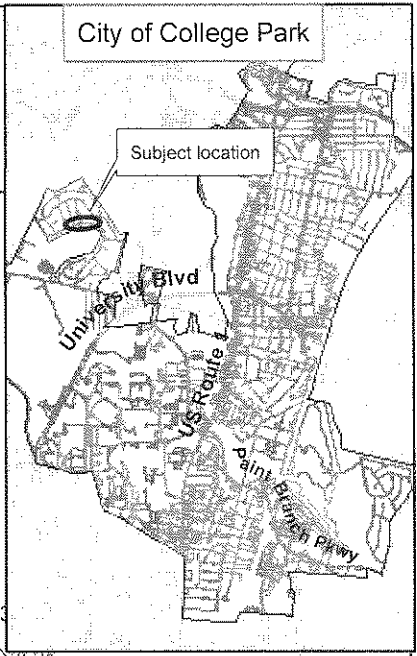 City of College Park
Subject location
University Blvd
US Route 1
Paint Branch Pkwy